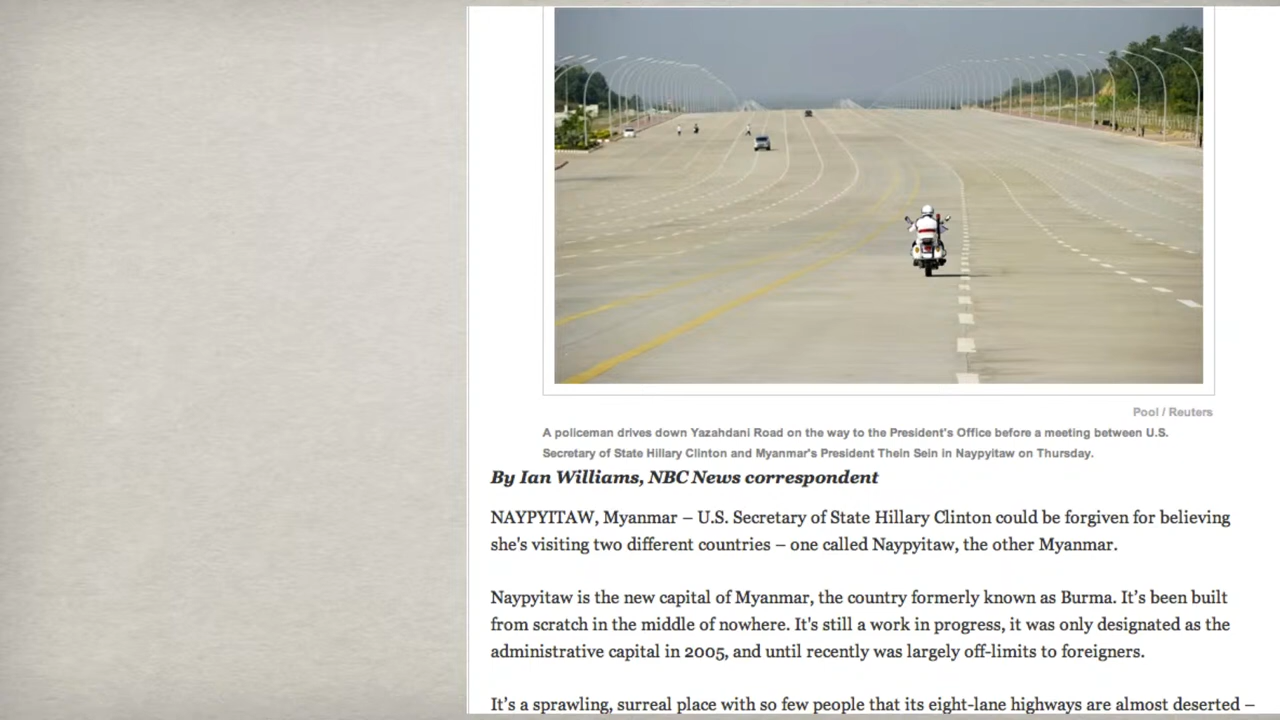 Pool / Reuters
A policeman drives down Yazahdani Road on the way to the President's Office before a meeting between U.S.
Secretary of State Hillary Clinton and Myanmar's President Thein Sein in Naypyitaw on Thursday.
By Ian Williams, NBC News correspondent
NAYPYITAW, Myanmar – U.S. Secretary of State Hillary Clinton could be forgiven for believing
she's visiting two different countries – one called Naypyitaw, the other Myanmar.
Naypyitaw is the new capital of Myanmar, the country formerly known as Burma. It’s been built
from scratch in the middle of nowhere. It's still a work in progress, it was only designated as the
administrative capital in 2005, and until recently was largely off-limits to foreigners.
It’s a sprawling, surreal place with so few people that its eight-lane highways are almost deserted –